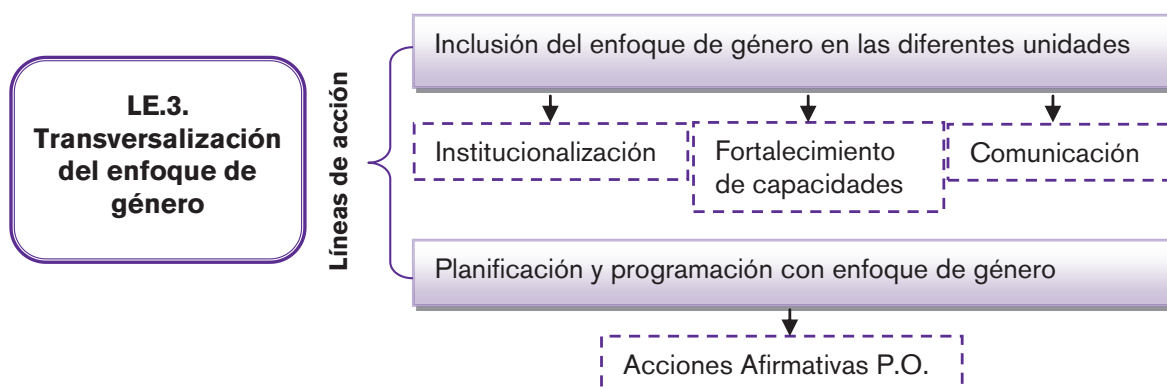 LE.3.
Transversalización
del enfoque de
género
Líneas de acción
Inclusión del enfoque de género en las diferentes unidades
Institucionalización
Fortalecimiento
de capacidades
Comunicación
Planificación y programación con enfoque de género
Acciones Afirmativas P.O.